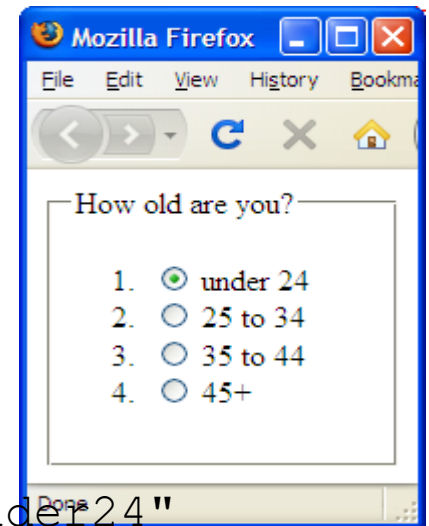 Mozilla Firefox
File Edit View History Bookma
How old are you?
1. under 24
2. 25 to 34
3. 35 to 44
4. 45+
Done
der24"